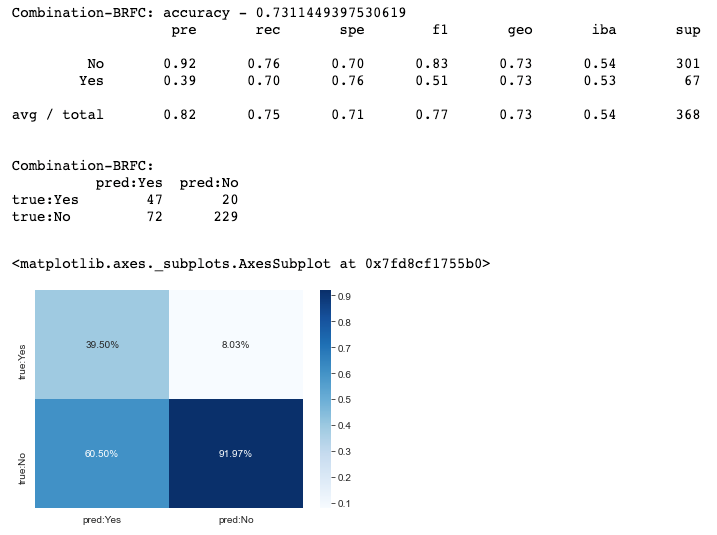 Combination-BRFC: accuracy - 0.7311449397530619
pre rec spe f1 geo iba sup
No 0.92 0.76 0.70 0.83 0.73 0.54 301
Yes 0.39 0.70 0.76 0.51 0.73 0.53 67
avg / total 0.82 0.75 0.71 0.77 0.73 0.54 368
Combination-BRFC:
pred:Yes pred:No
true:Yes 47 20
true:No 72 229
<matplotlib.axes._subplots.AxesSubplot at 0x7fd8cf1755b0>
true:Yes
39.50% 8.03%
true:No
60.50% 91.97%
pred:Yes pred:No
0.9
0.8
0.7
0.6
0.5
0.4
0.3
0.2
0.1